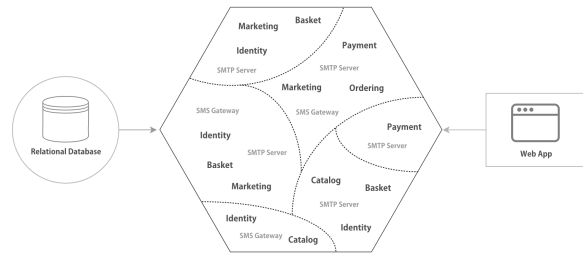 Marketing
Basket
Identity
SMTP Server
Payment
SMTP Server
Marketing
Ordering
SMS Gateway
SMS Gateway
Identity
SMTP Server
Basket
Marketing
Payment
SMTP Server
Catalog
Basket
SMTP Server
Identity
Identity
SMS Gateway
Catalog
Relational Database
Web App